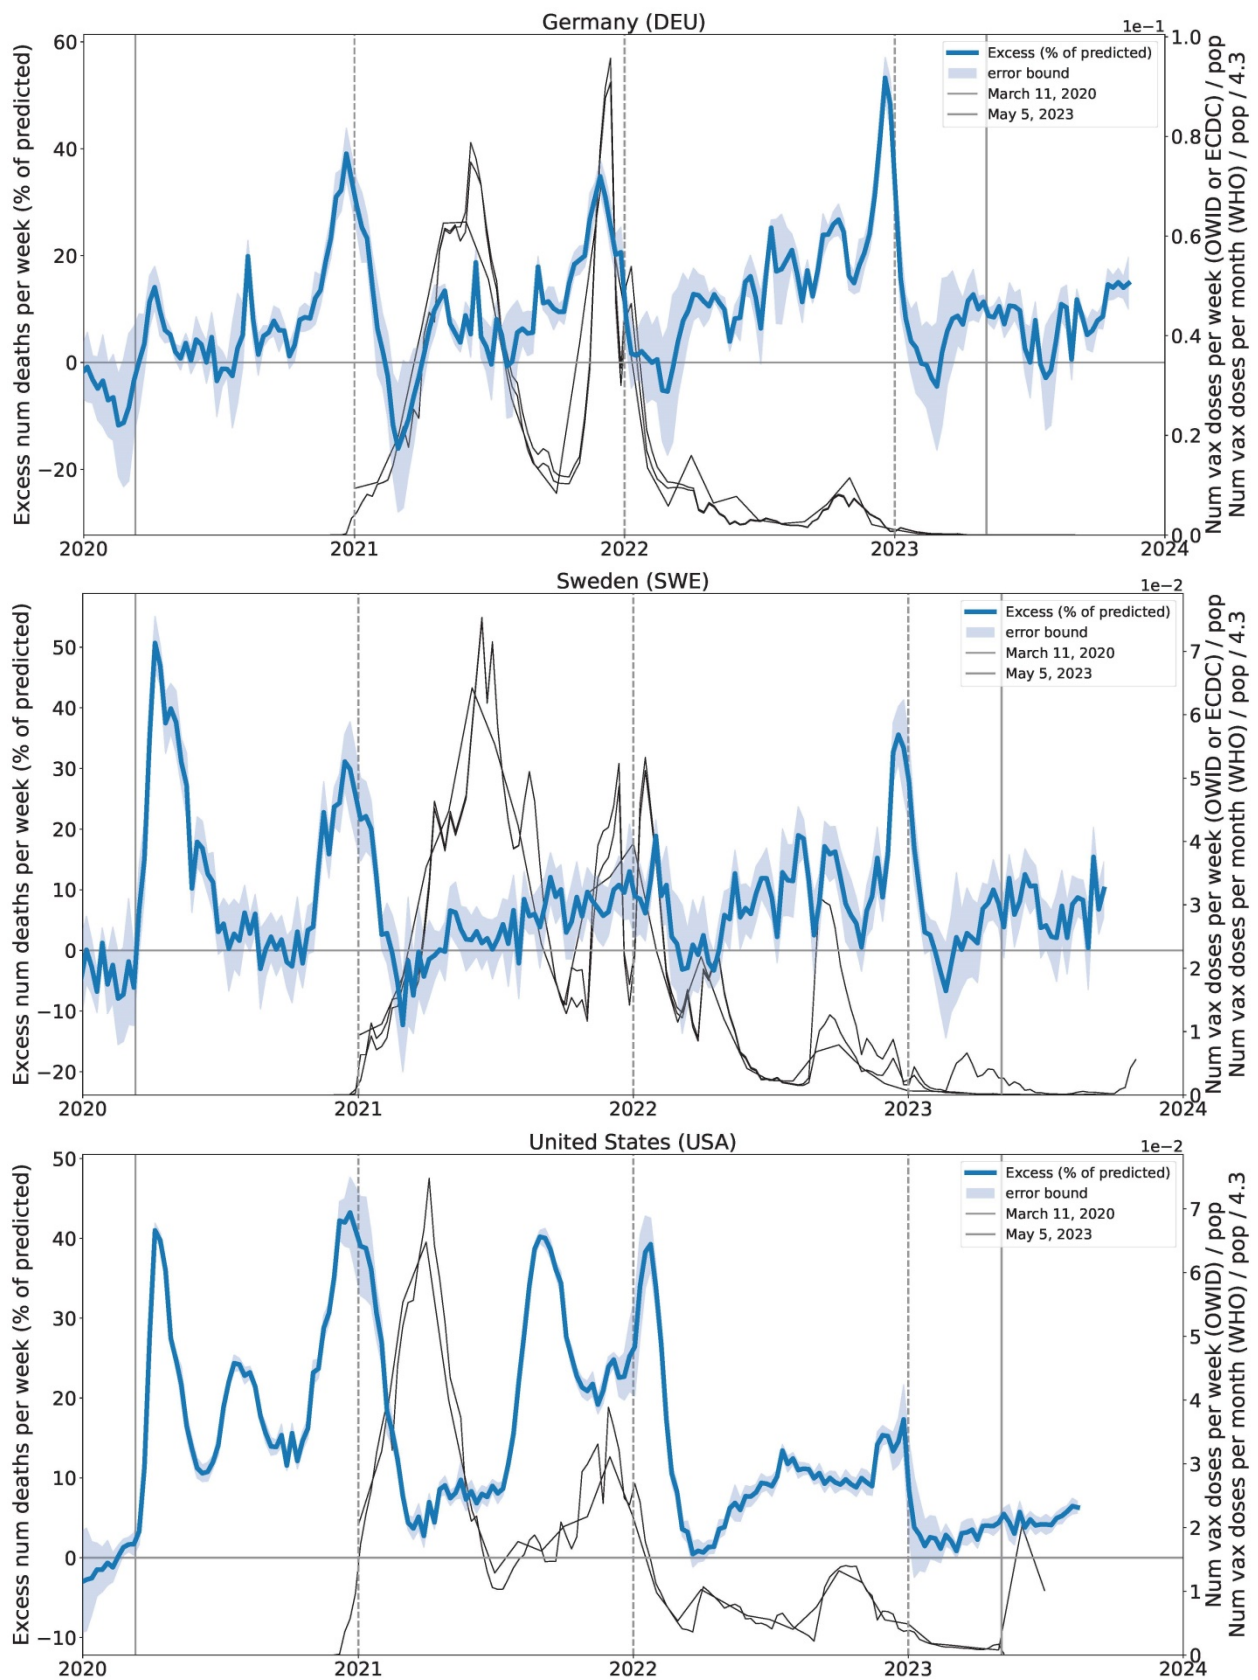 Germany (DEU)
1e−1
Excess num deaths per week (% of predicted)
60
40
20
0
−20
Excess (% of predicted)
error bound
March 11, 2020
May 5, 2023
1.0
0.8
0.6
0.4
0.2
0.0
Num vax doses per week (OWID or ECDC) / pop
Num vax doses per month (WHO) / pop / 4.3
2020
2021
2022
2023
2024
Sweden (SWE)
1e−2
Excess num deaths per week (% of predicted)
50
40
30
20
10
0
−10
−20
Excess (% of predicted)
error bound
March 11, 2020
May 5, 2023
7
6
5
4
3
2
1
0
Num vax doses per week (OWID or ECDC) / pop
Num vax doses per month (WHO) / pop / 4.3
2020
2021
2022
2023
2024
United States (USA)
1e−2
Excess num deaths per week (% of predicted)
50
40
30
20
10
0
−10
Excess (% of predicted)
error bound
March 11, 2020
May 5, 2023
7
6
5
4
3
2
1
0
Num vax doses per week (OWID) / pop
Num vax doses per month (WHO) / pop / 4.3
2020
2021
2022
2023
2024